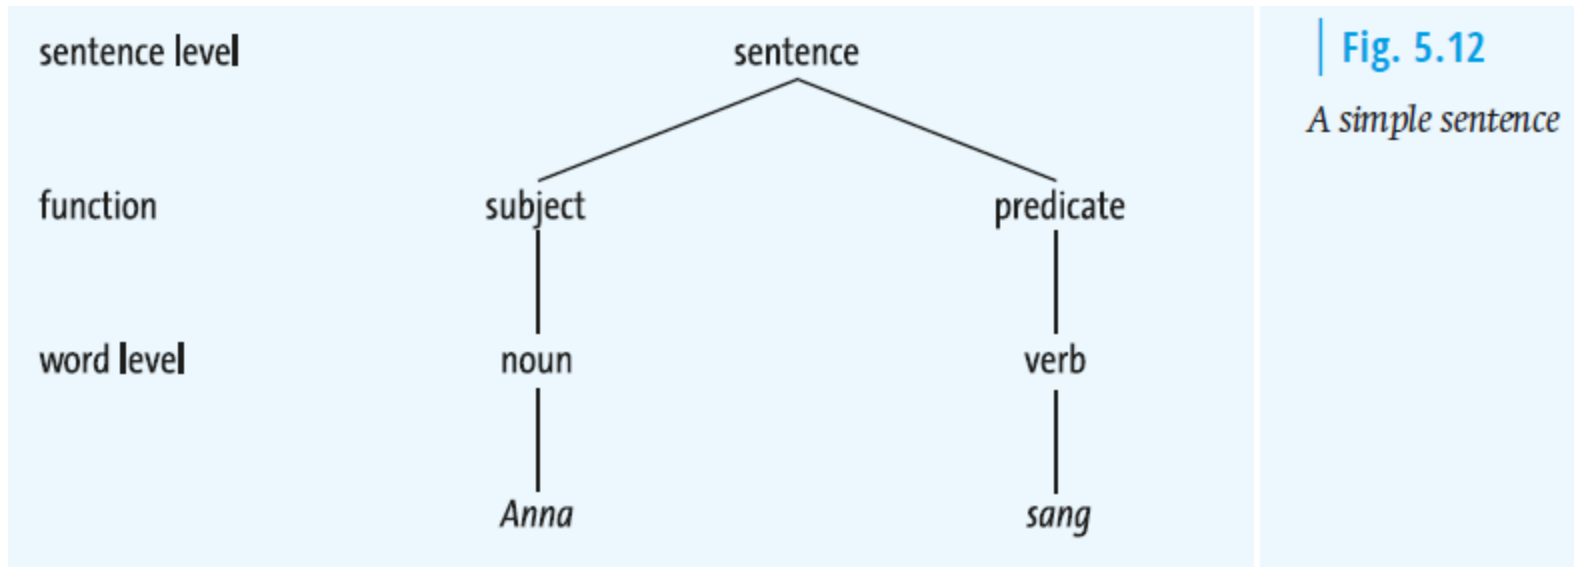 sentence level sentence
function subject predicate
word level noun verb
Anna sang
Fig. 5.12
A simple sentence